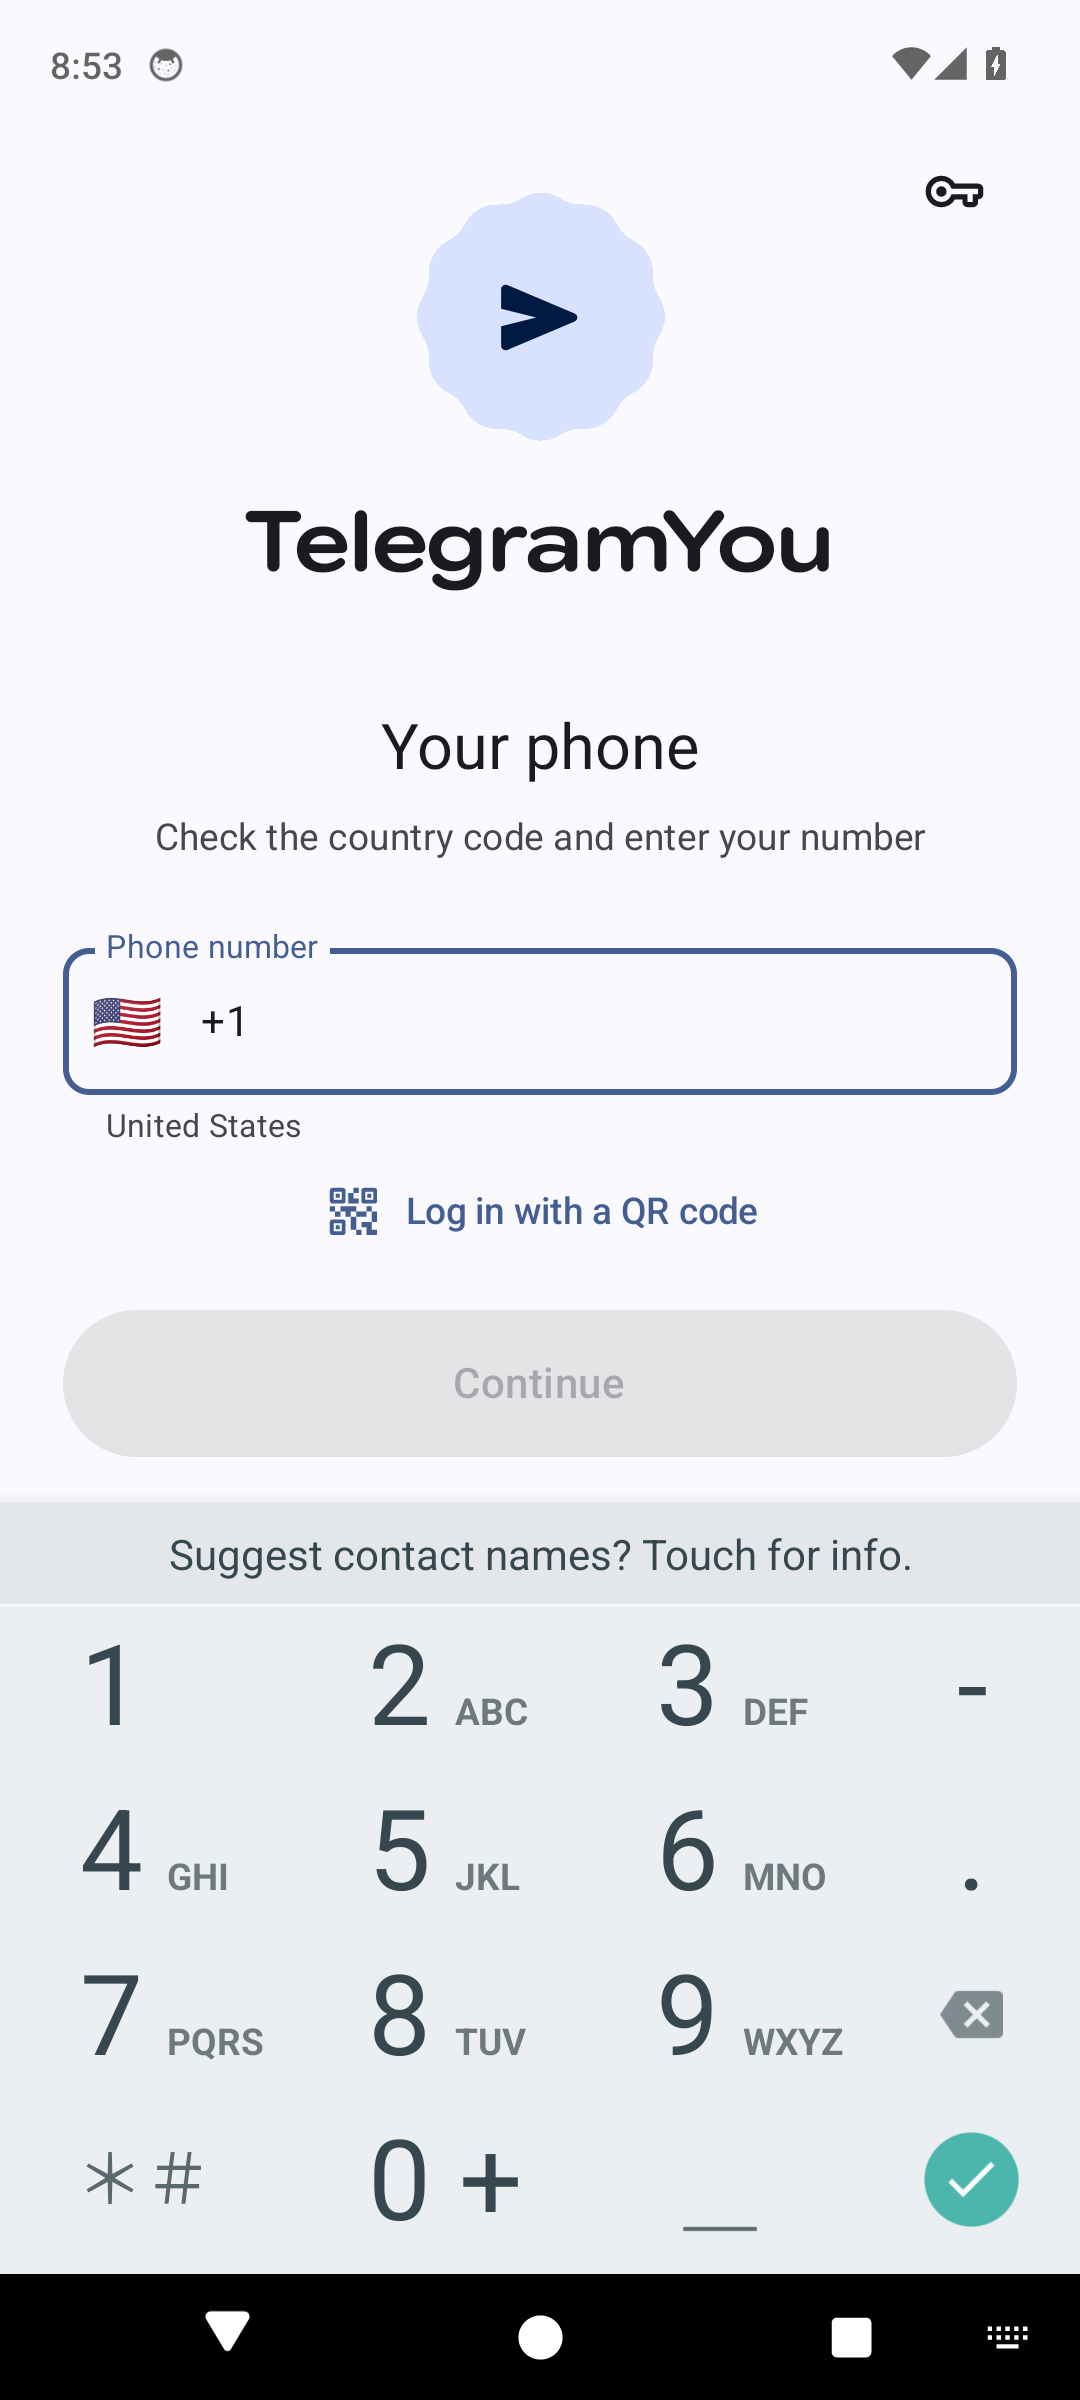 8:53
TelegramYou
Your phone
Check the country code and enter your number
Phone number
🇺🇸 +1
United States
Log in with a QR code
Continue
Suggest contact names? Touch for info.
1 2 ABC 3 DEF -
4 GHI 5 JKL 6 MNO .
7 PQRS 8 TUV 9 WXYZ
* # 0 + _